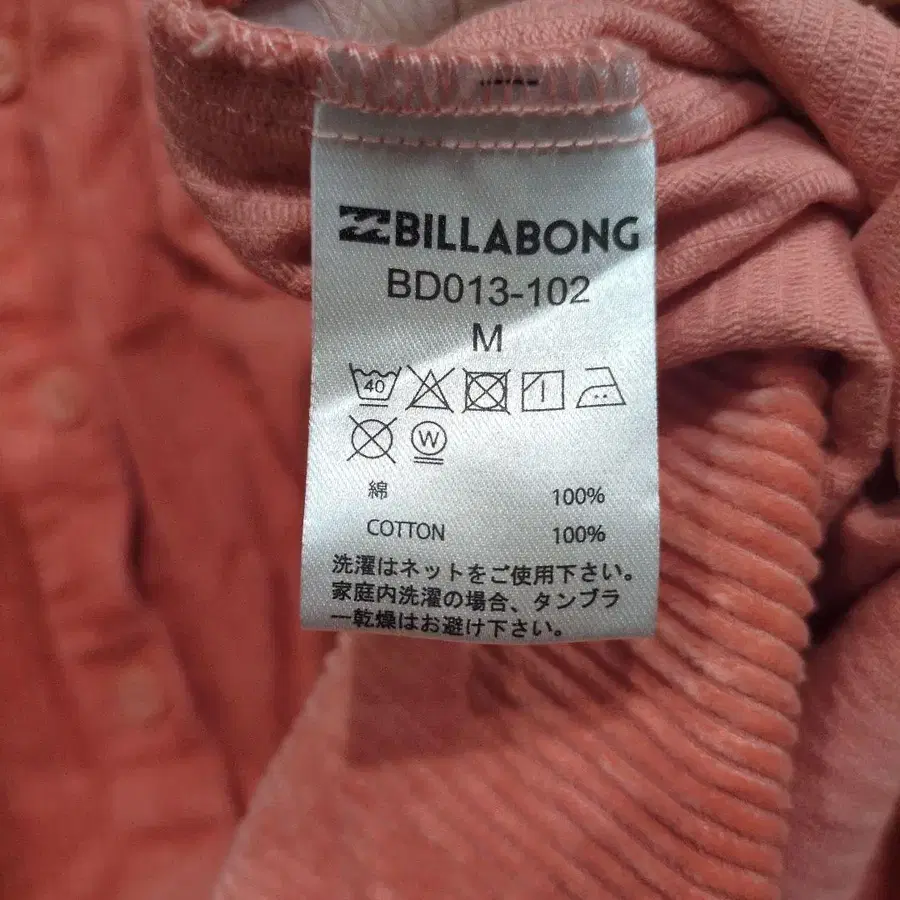 BILLABONG
BD013-102
M
40
W
綿 100%
COTTON 100%
洗濯はネットをご使用下さい。
家庭内洗濯の場合、タンブラ
ー乾燥はお避け下さい。